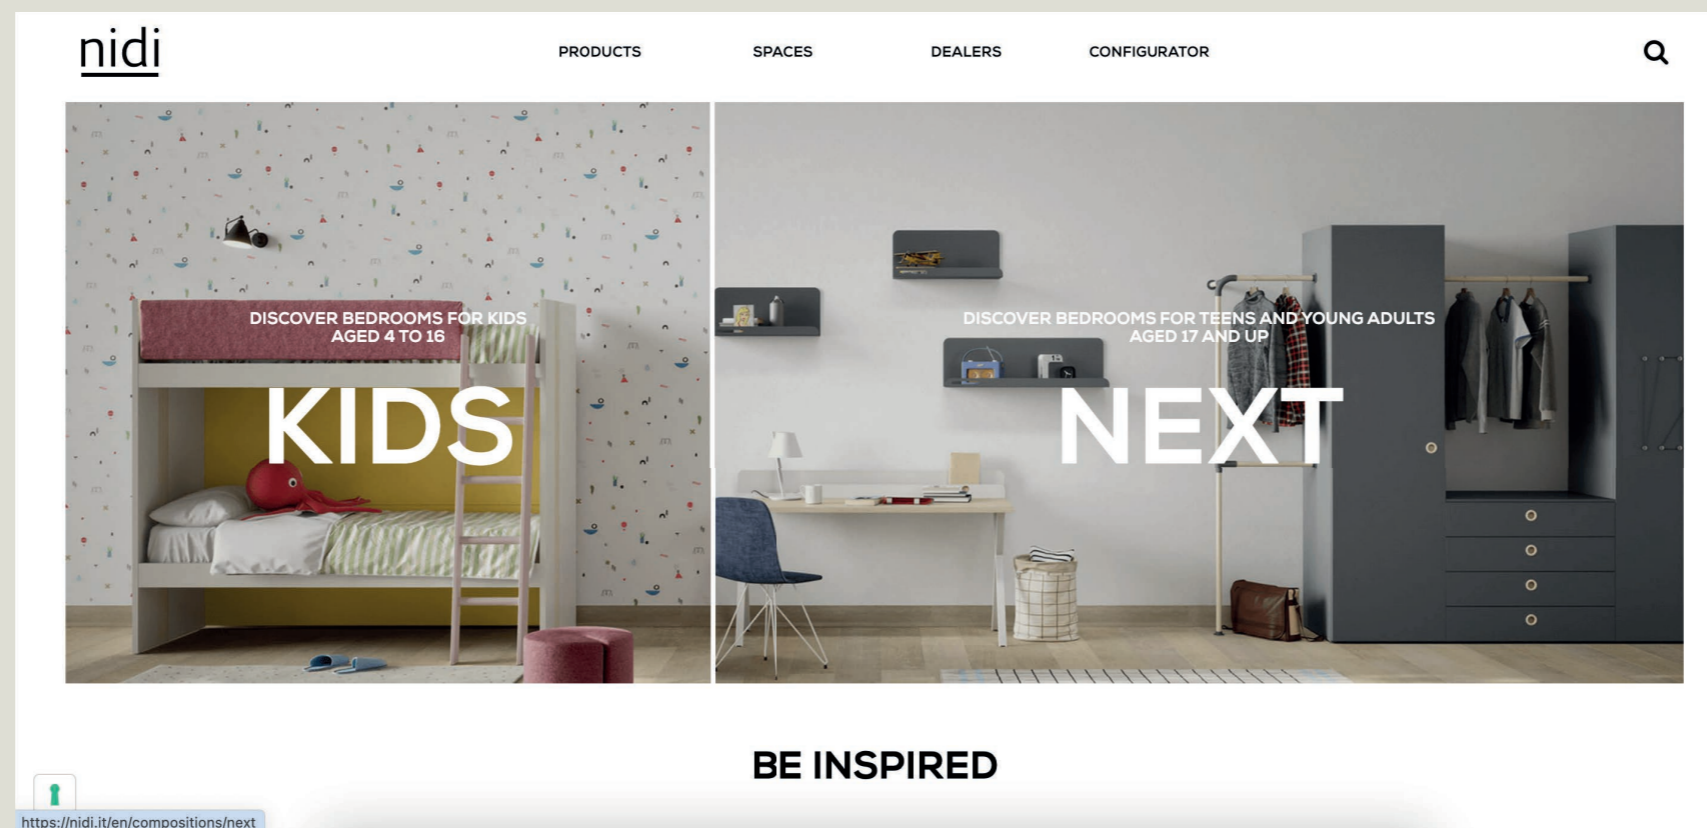 nidi
PRODUCTS
SPACES
DEALERS
CONFIGURATOR
DISCOVER BEDROOMS FOR KIDS
AGED 4 TO 16
KIDS
DISCOVER BEDROOMS FOR TEENS AND YOUNG ADULTS
AGED 17 AND UP
NEXT
BE INSPIRED
https://nidi.it/en/compositions/next